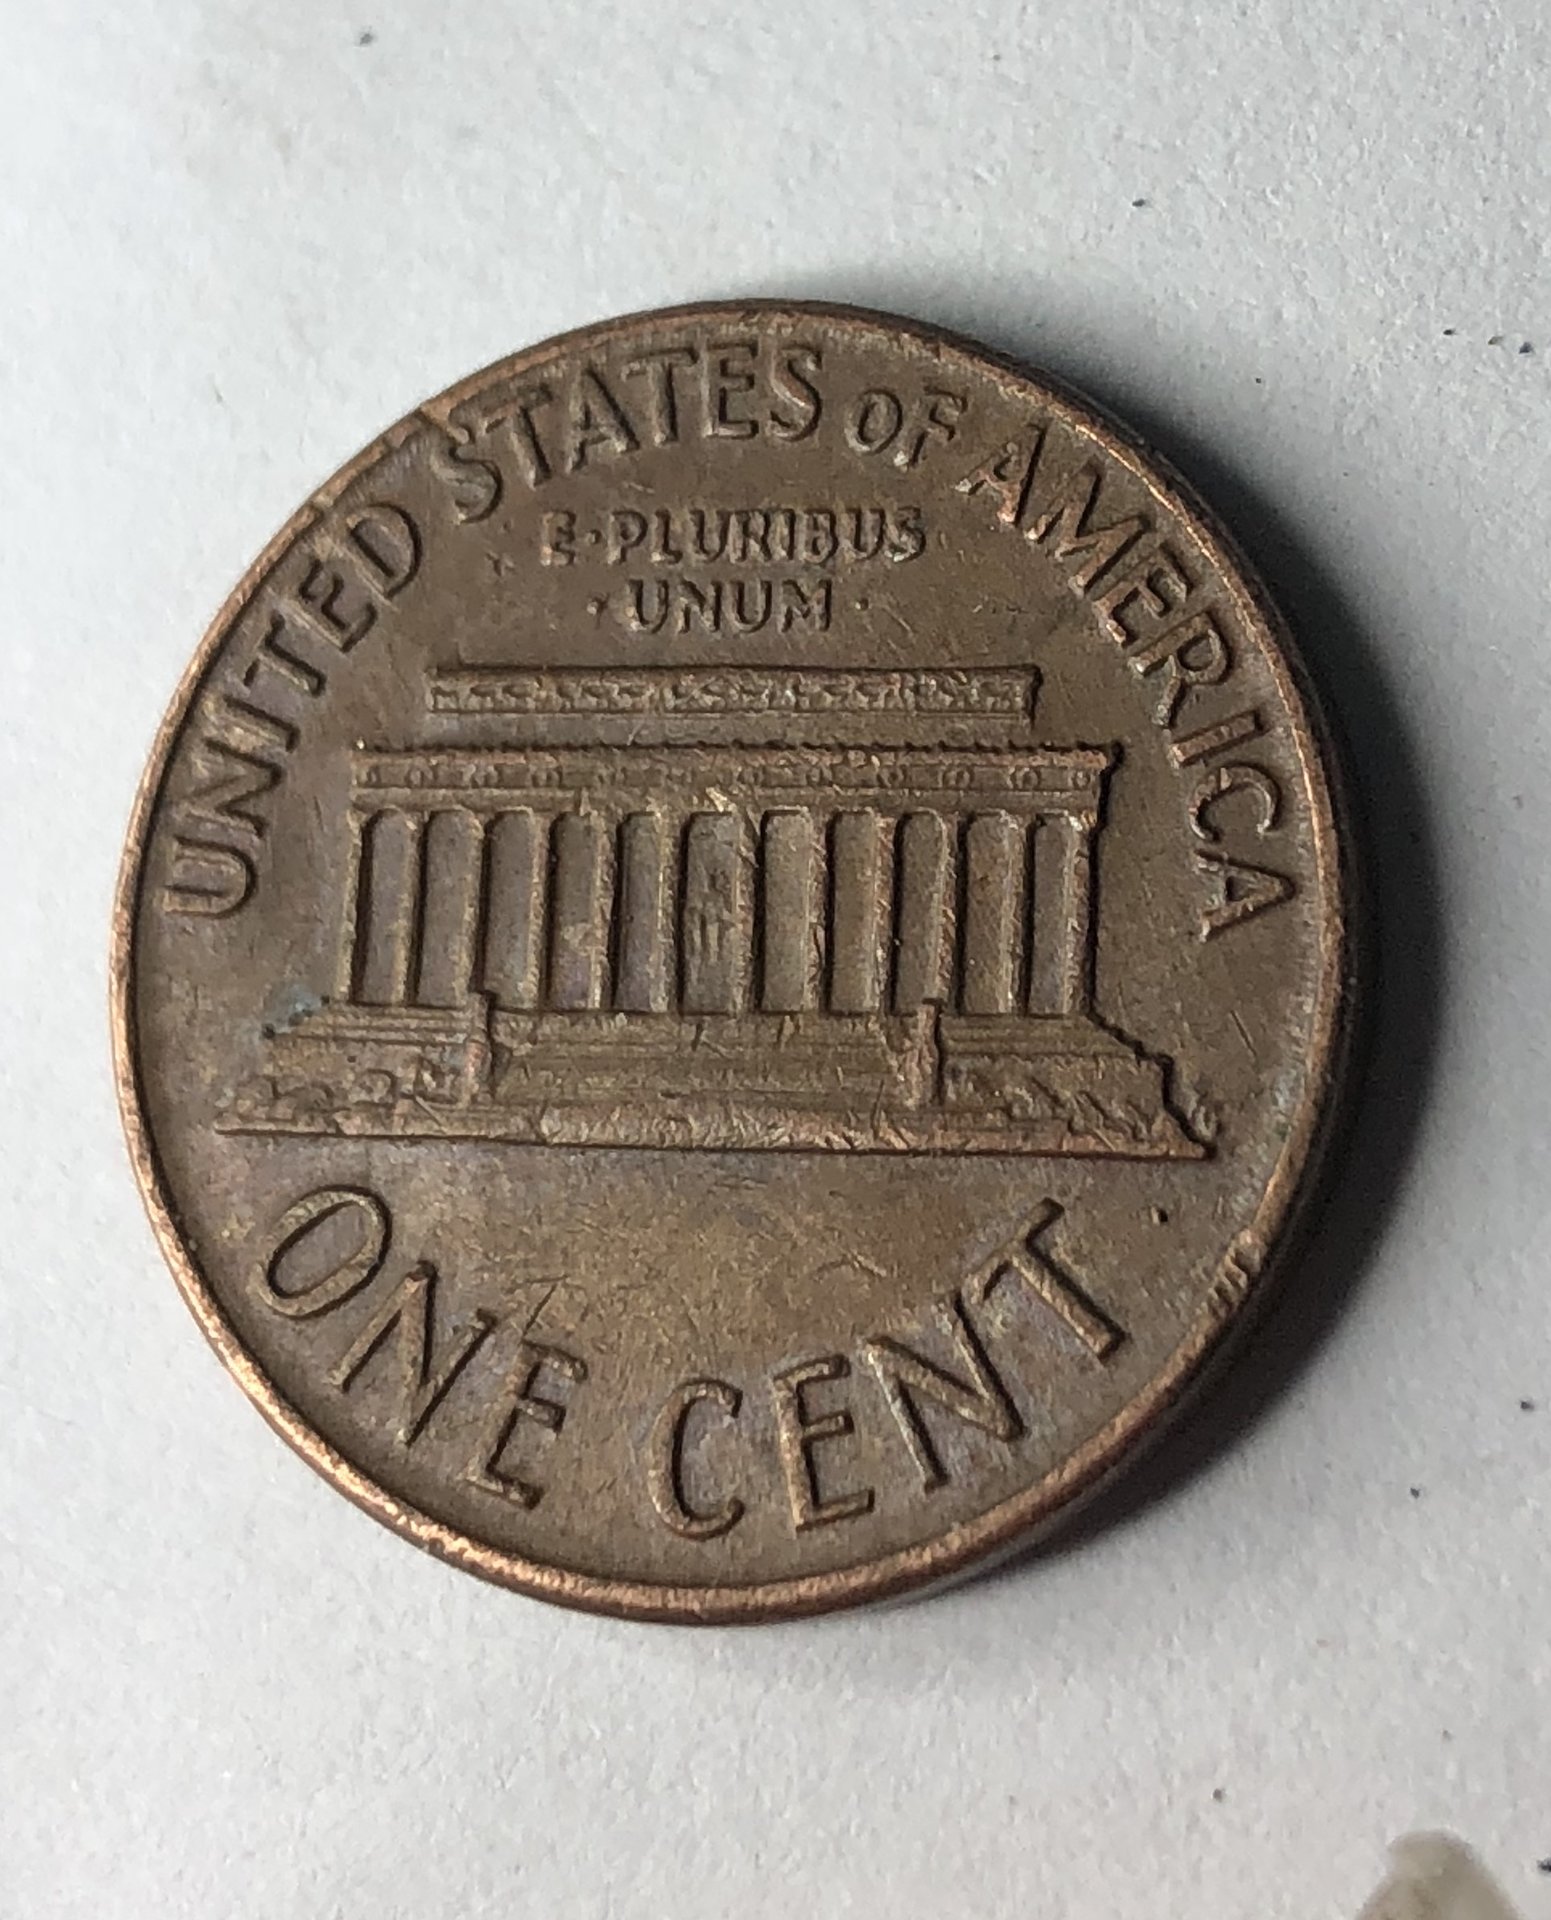 UNITED STATES OF AMERICA
E·PLURIBUS
·UNUM·
ONE CENT